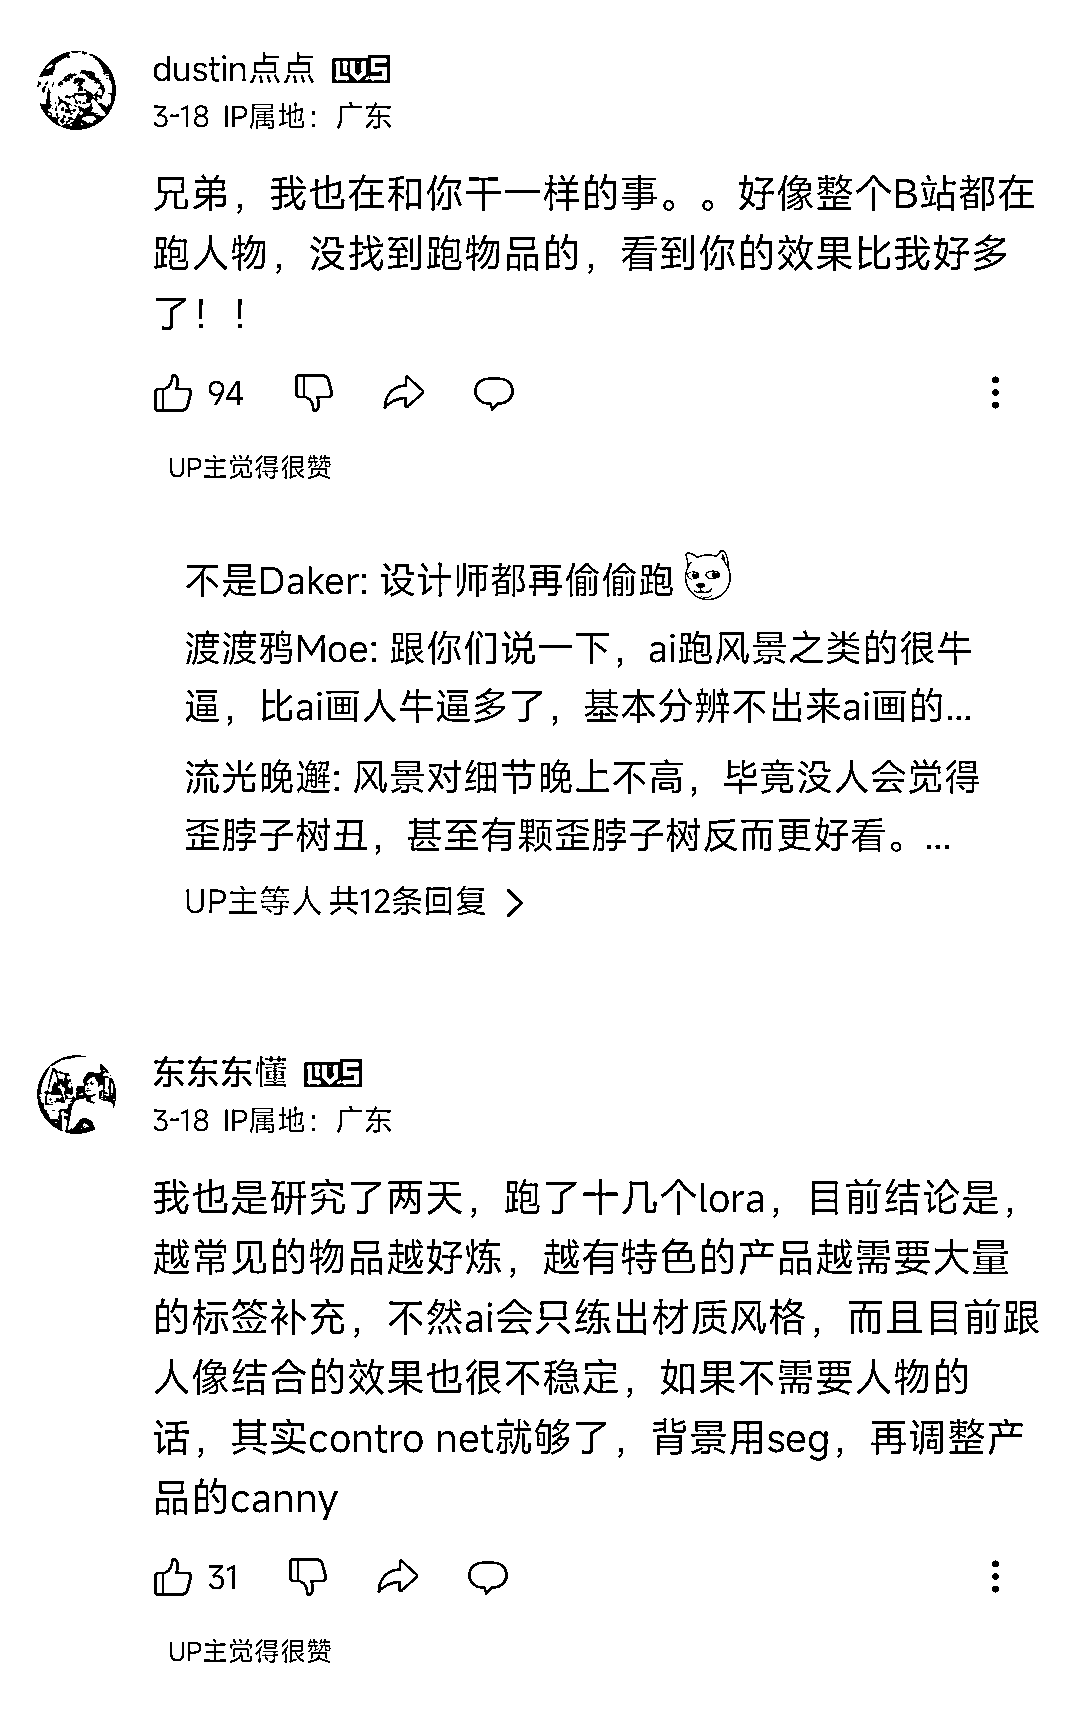 dustin点点 LV5
3-18 IP属地：广东
兄弟，我也在和你干一样的事。。好像整个B站都在
跑人物，没找到跑物品的，看到你的效果比我好多
了！！
94
UP主觉得很赞
不是Daker: 设计师都再偷偷跑
渡渡鸦Moe: 跟你们说一下，ai跑风景之类的很牛
逼，比ai画人牛逼多了，基本分辨不出来ai画的...
流光晚邂: 风景对细节晚上不高，毕竟没人会觉得
歪脖子树丑，甚至有颗歪脖子树反而更好看。...
UP主等人 共12条回复 >
东东东懂 LV5
3-18 IP属地：广东
我也是研究了两天，跑了十几个lora，目前结论是，
越常见的物品越好炼，越有特色的产品越需要大量
的标签补充，不然ai会只练出材质风格，而且目前跟
人像结合的效果也很不稳定，如果不需要人物的
话，其实contro net就够了，背景用seg，再调整产
品的canny
31
UP主觉得很赞